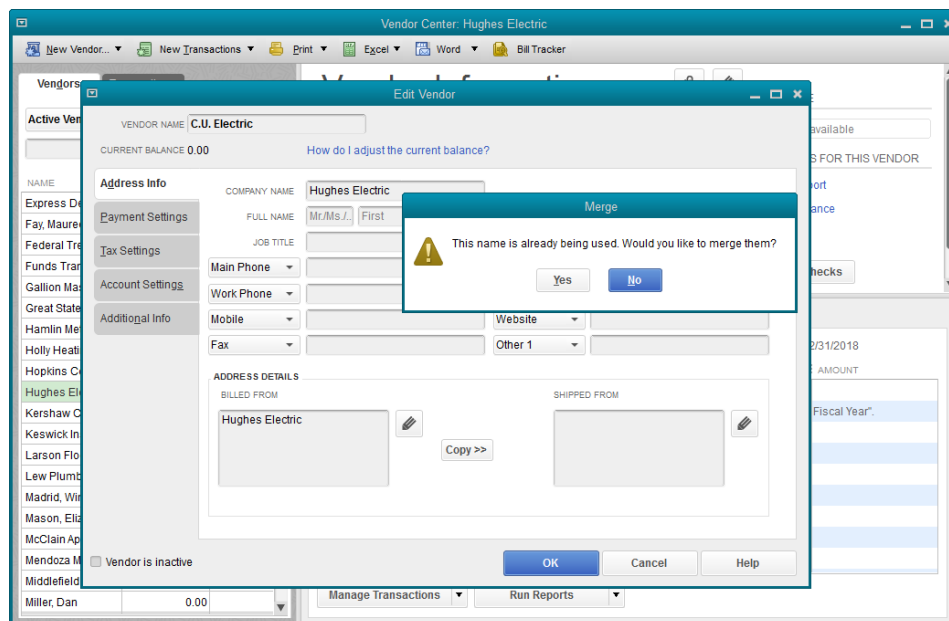 Vendor Center: Hughes Electric
New Vendor... New Transactions Print Excel Word Bill Tracker
Vendors
Active Ven
NAME
Express De
Fay, Mauree
Federal Tre
Funds Tran
Gallion Ma
Great State
Hamlin Me
Holly Heati
Hopkins C
Hughes El
Kershaw C
Keswick In
Larson Flo
Lew Plumb
Madrid, Wi
Mason, Eliz
McClain Ap
Mendoza M
Middlefield
Miller, Dan 0.00
Edit Vendor
VENDOR NAME C.U. Electric
CURRENT BALANCE 0.00 How do I adjust the current balance?
Address Info
Payment Settings
Tax Settings
Account Settings
Additional Info
COMPANY NAME Hughes Electric
FULL NAME Mr./Ms./.. First
JOB TITLE
Main Phone
Work Phone
Mobile Website
Fax Other 1
Merge
This name is already being used. Would you like to merge them?
Yes No
ADDRESS DETAILS
BILLED FROM SHIPPED FROM
Hughes Electric
Copy >>
Vendor is inactive
OK Cancel Help
available
S FOR THIS VENDOR
ort
ance
hecks
2/31/2018
AMOUNT
Fiscal Year".
Manage Transactions Run Reports